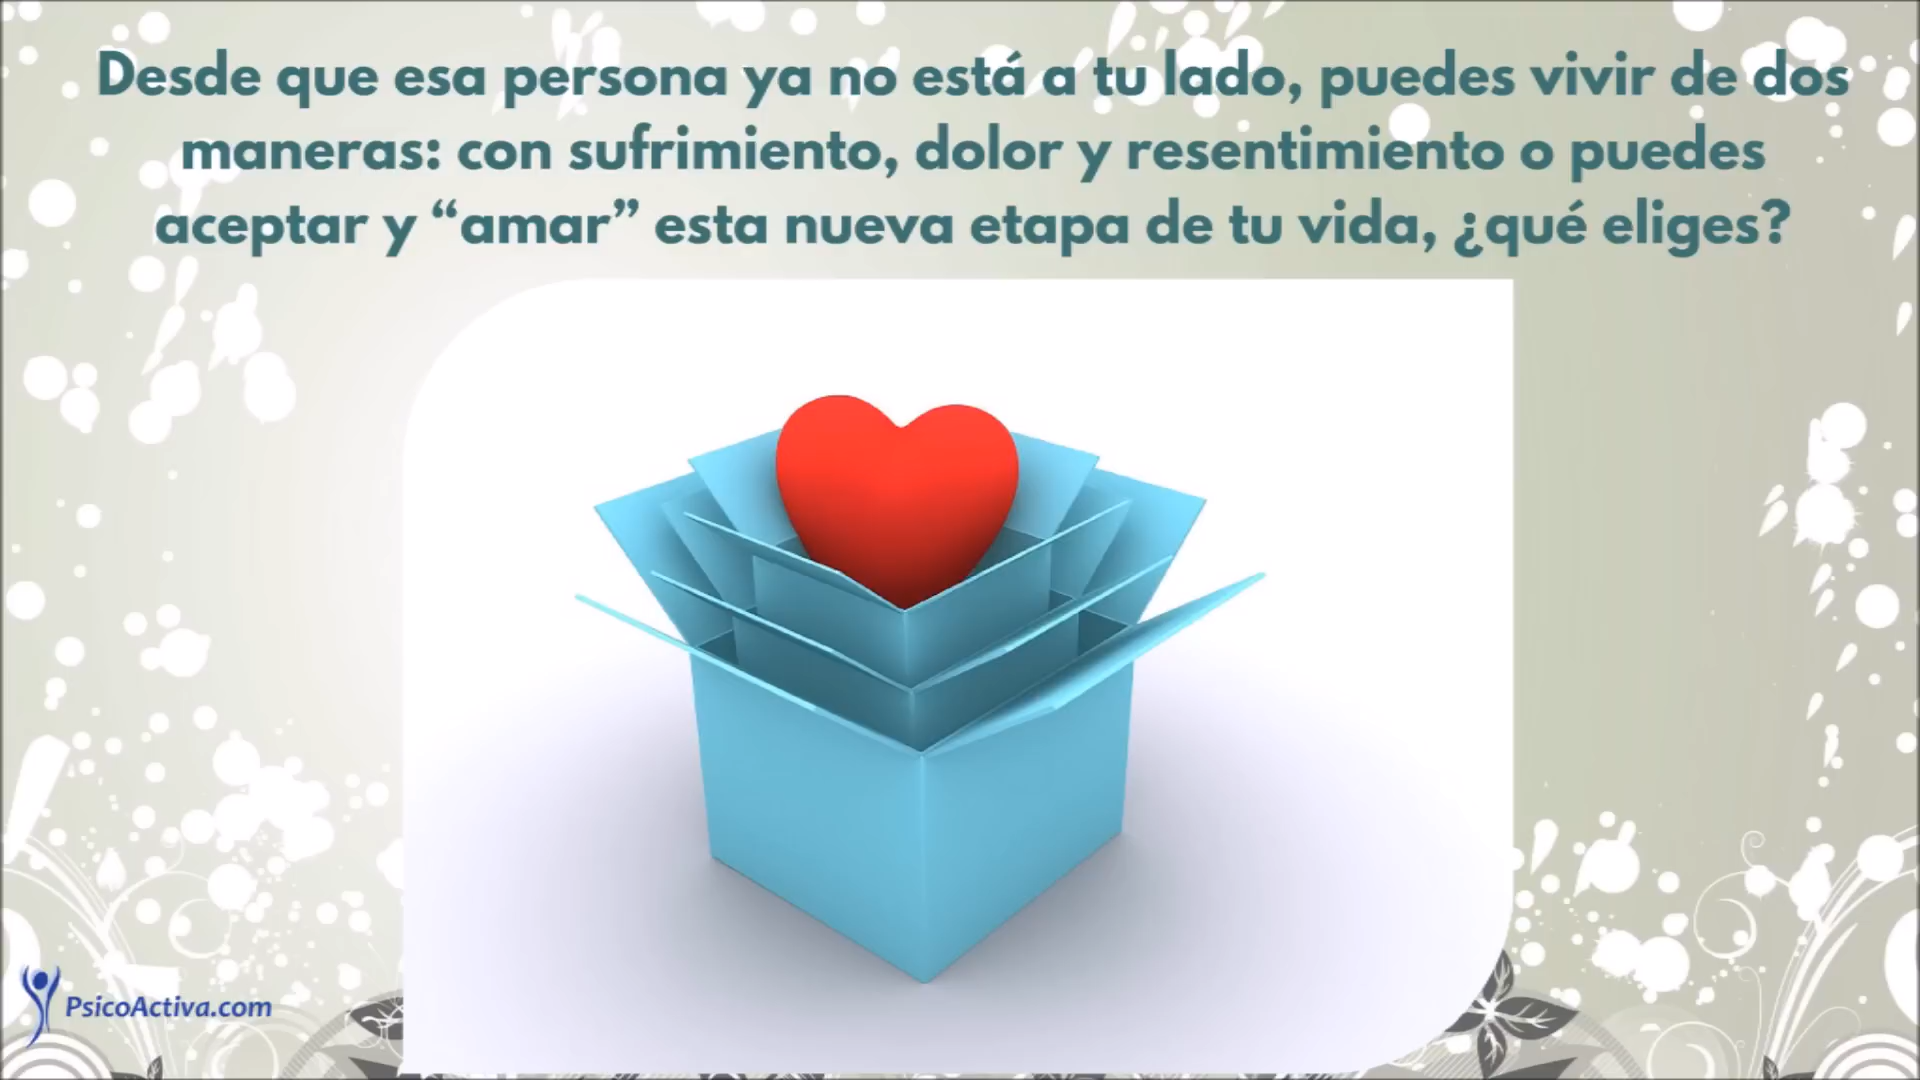 Desde que esa persona ya no está a tu lado, puedes vivir de dos
maneras: con sufrimiento, dolor y resentimiento o puedes
aceptar y “amar” esta nueva etapa de tu vida, ¿qué eliges?
PsicoActiva.com